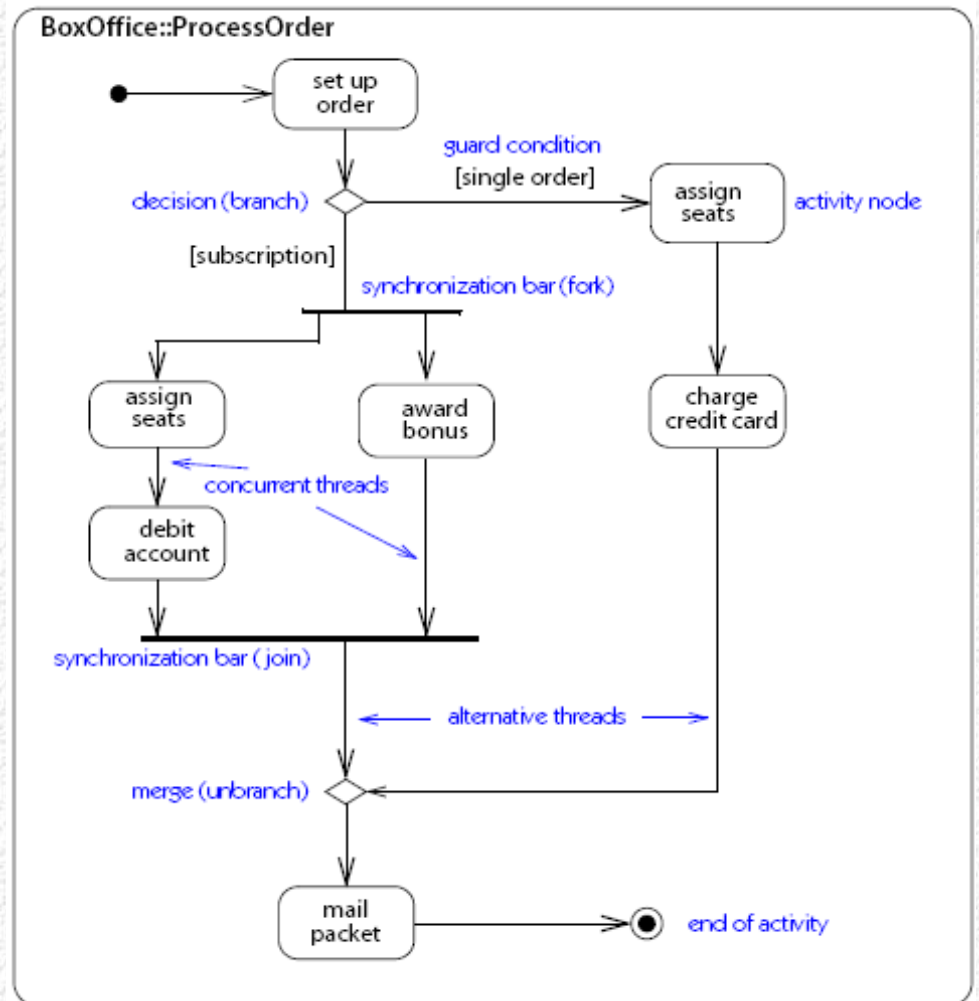 BoxOffice::ProcessOrder
set up
order
guard condition
[single order]
decision (branch)
assign
seats
activity node
[subscription]
synchronization bar (fork)
assign
seats
award
bonus
charge
credit card
concurrent threads
debit
account
synchronization bar (join)
alternative threads
merge (unbranch)
mail
packet
end of activity